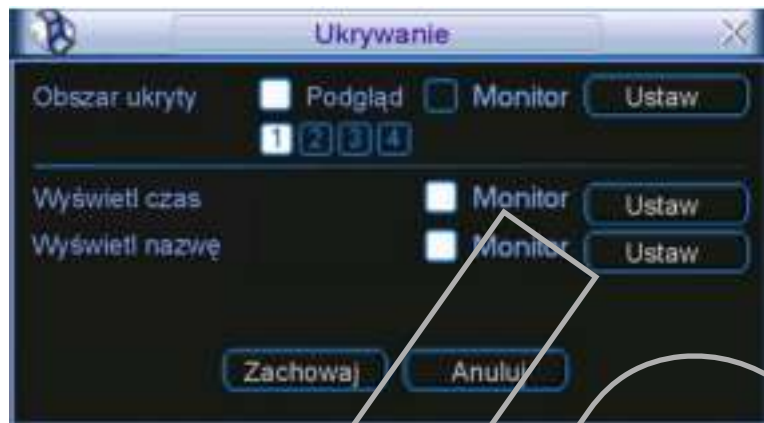 Ukrywanie
Obszar ukryty Podgląd Monitor Ustaw
1 2 3 4
Wyświetl czas Monitor Ustaw
Wyświetl nazwę Monitor Ustaw
Zachowaj Anuluj